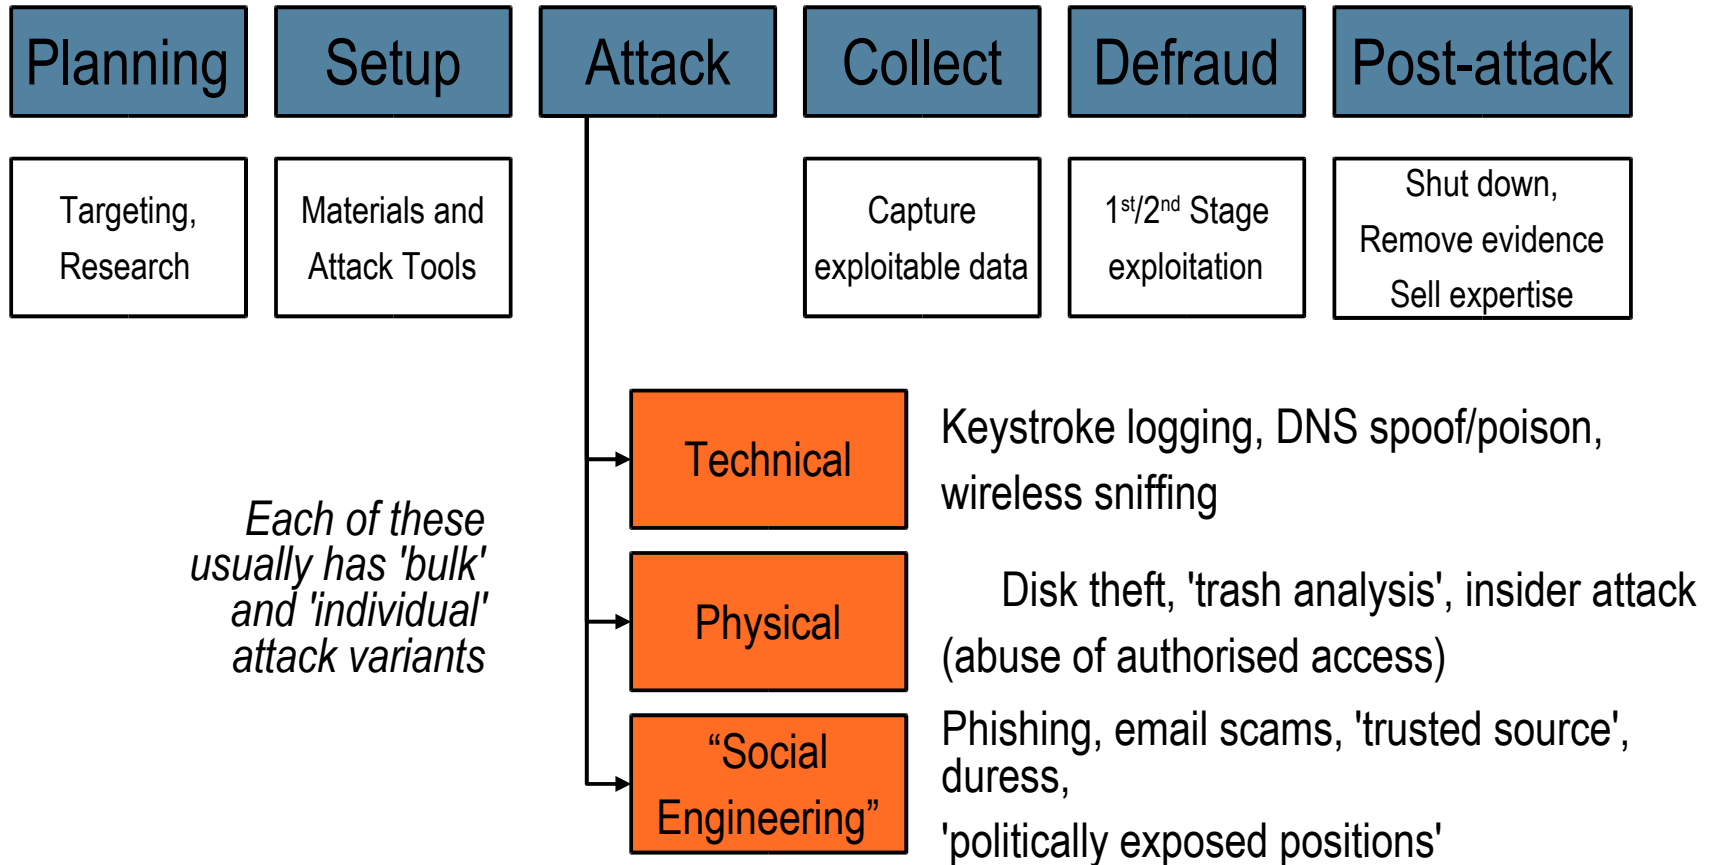 Planning
Setup
Attack
Collect
Defraud
Post-attack
Targeting,
Research
Materials and
Attack Tools
Capture
exploitable data
1st/2nd Stage
exploitation
Shut down,
Remove evidence
Sell expertise
Technical
Keystroke logging, DNS spoof/poison,
wireless sniffing
Each of these
usually has 'bulk'
and 'individual'
attack variants
Physical
Disk theft, 'trash analysis', insider attack
(abuse of authorised access)
“Social
Engineering”
Phishing, email scams, 'trusted source',
duress,
'politically exposed positions'